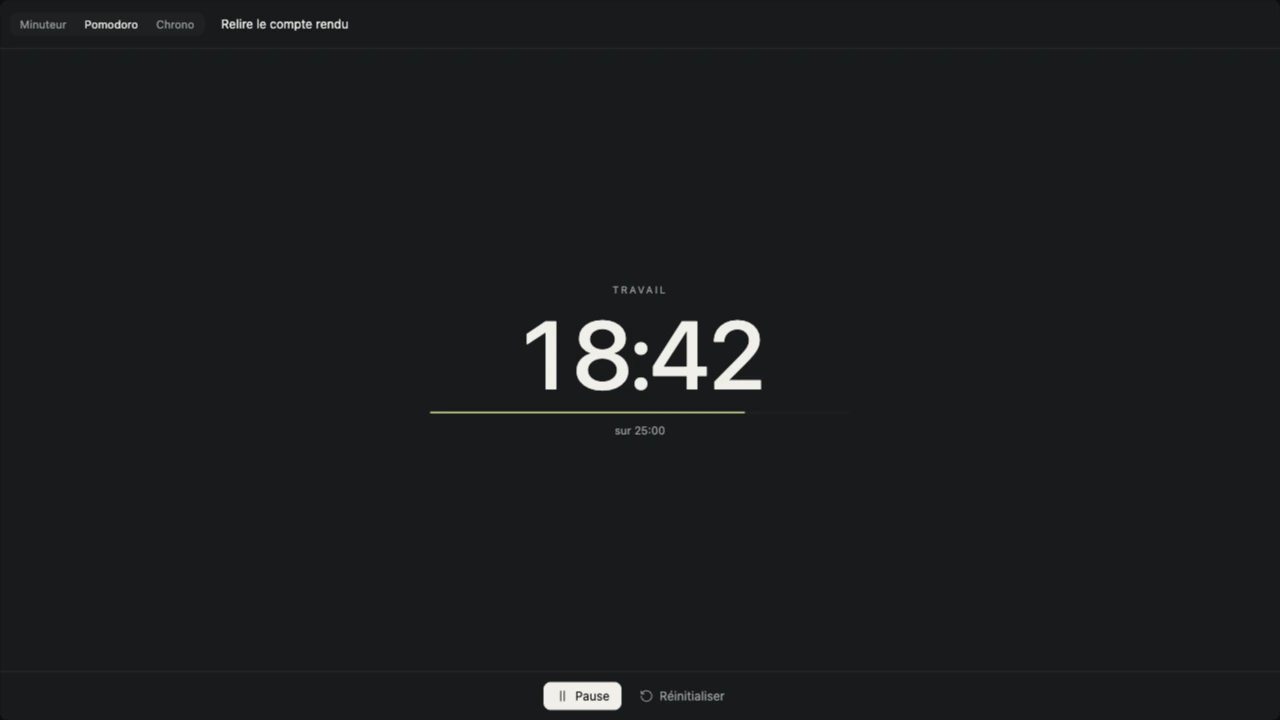 Minuteur Pomodoro Chrono Relire le compte rendu
TRAVAIL
18:42
sur 25:00
Pause Réinitialiser